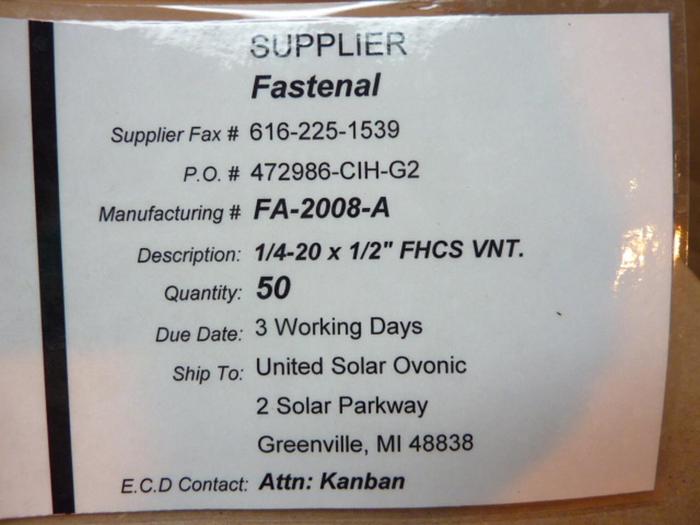 SUPPLIER
Fastenal
Supplier Fax # 616-225-1539
P.O. # 472986-CIH-G2
Manufacturing # FA-2008-A
Description: 1/4-20 x 1/2" FHCS VNT.
Quantity: 50
Due Date: 3 Working Days
Ship To: United Solar Ovonic
2 Solar Parkway
Greenville, MI 48838
E.C.D Contact: Attn: Kanban